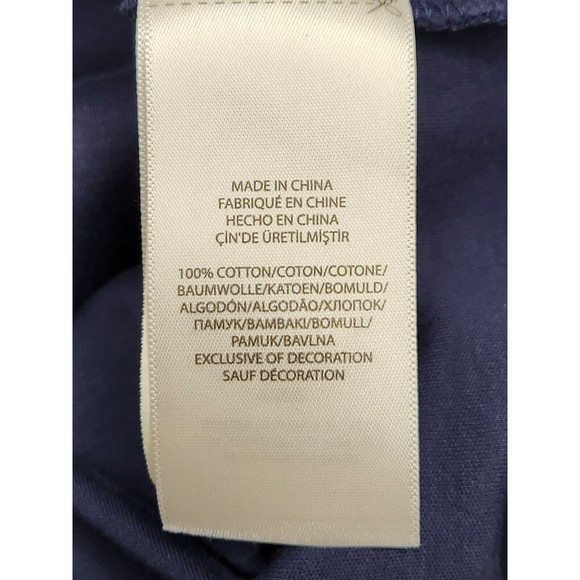 MADE IN CHINA
FABRIQUÉ EN CHINE
HECHO EN CHINA
ÇİN'DE ÜRETİLMİŞTİR
100% COTTON/COTON/COTONE/
BAUMWOLLE/KATOEN/BOMULD/
ALGODÓN/ALGODÃO/ХЛОПОК/
ПАМУК/ΒΑΜΒΑΚΙ/BOMULL/
PAMUK/BAVLNA
EXCLUSIVE OF DECORATION
SAUF DÉCORATION